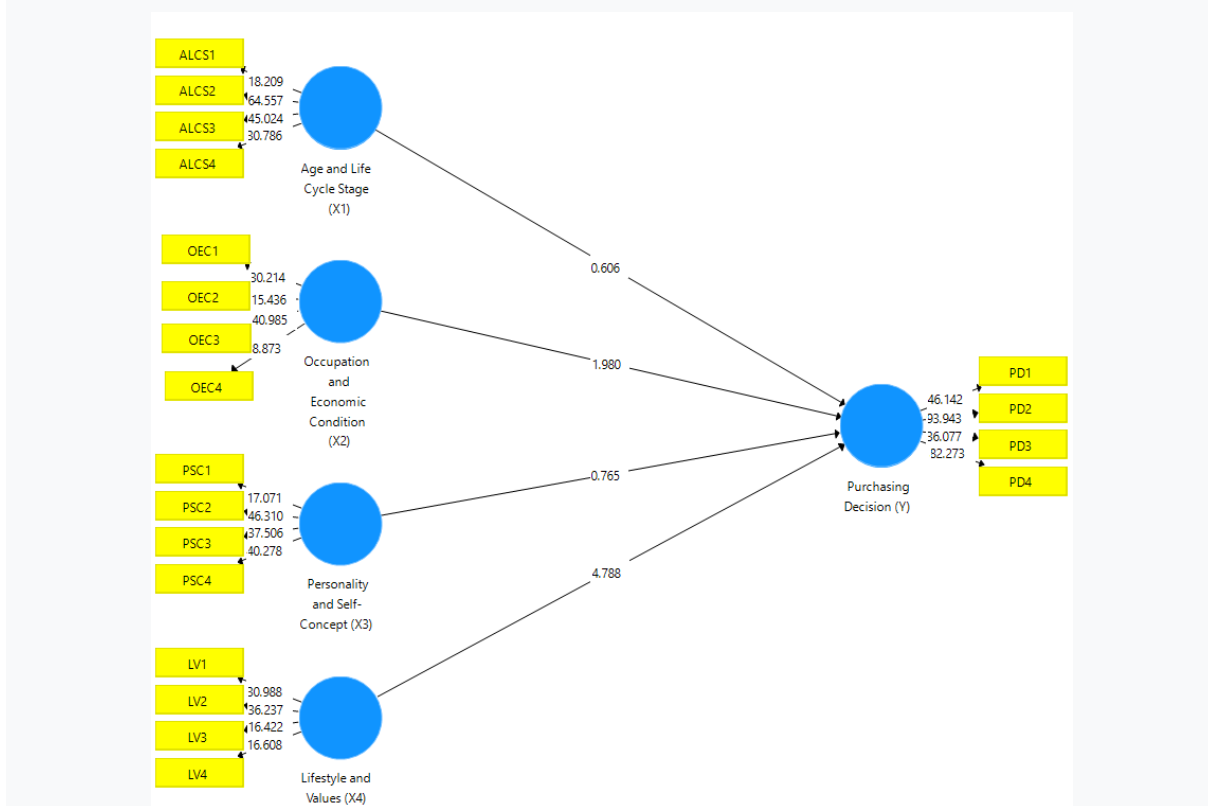 ALCS1
18.209
ALCS2
64.557
ALCS3
45.024
30.786
ALCS4
Age and Life
Cycle Stage
(X1)
0.606
OEC1
30.214
OEC2
15.436
40.985
OEC3
8.873
OEC4
Occupation
and
Economic
Condition
(X2)
1.980
PSC1
17.071
PSC2
46.310
PSC3
37.506
40.278
PSC4
Personality
and Self-
Concept (X3)
0.765
LV1
30.988
LV2
36.237
LV3
16.422
16.608
LV4
Lifestyle and
Values (X4)
4.788
PD1
46.142
PD2
93.943
PD3
36.077
PD4
82.273
Purchasing
Decision (Y)